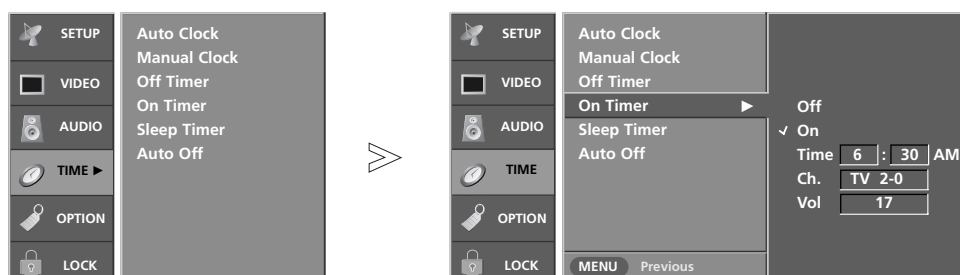 SETUP
VIDEO
AUDIO
TIME ►
OPTION
LOCK
Auto Clock
Manual Clock
Off Timer
On Timer
Sleep Timer
Auto Off
SETUP
VIDEO
AUDIO
TIME
OPTION
LOCK
Auto Clock
Manual Clock
Off Timer
On Timer ►
Sleep Timer
Auto Off
MENU Previous
Off
✓ On
Time 6 : 30 AM
Ch. TV 2-0
Vol 17